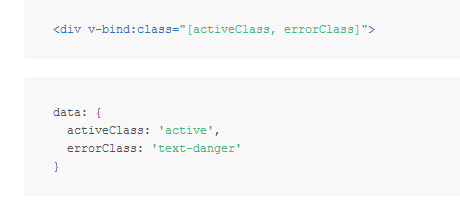 <div v-bind:class="[activeClass, errorClass]">
data: {
  activeClass: 'active',
  errorClass: 'text-danger'
}